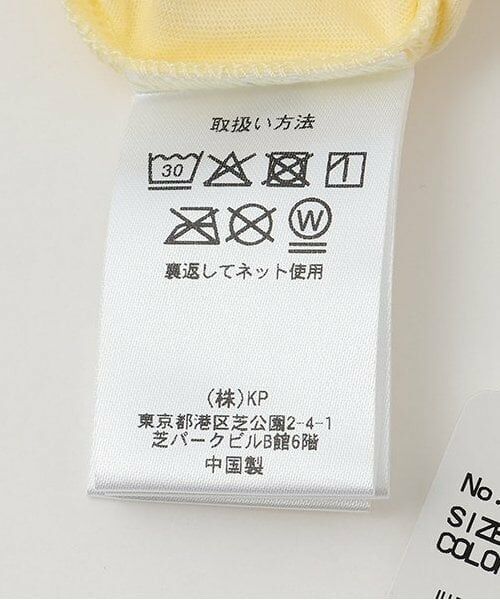 取扱い方法
30
W
裏返してネット使用
(株)KP
東京都港区芝公園2-4-1
芝パークビルB館6階
中国製
No.
SIZE
COLO